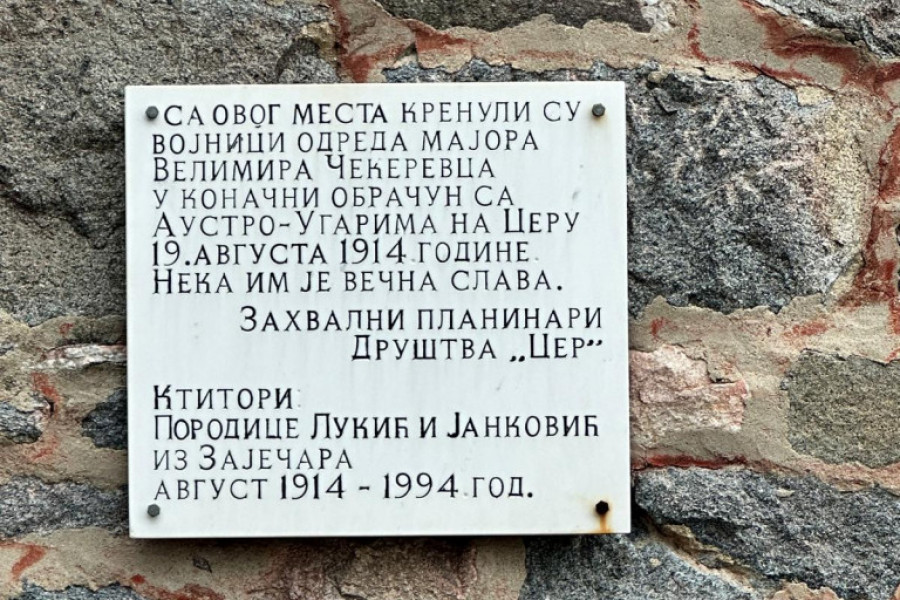 СА ОВОГ МЕСТА КРЕНУЛИ СУ
ВОЈНИЦИ ОДРЕДА МАЈОРА
ВЕЛИМИРА ЧЕКЕРЕВЦА
У КОНАЧНИ ОБРАЧУН СА
АУСТРО-УГАРИМА НА ЦЕРУ
19. АВГУСТА 1914. ГОДИНЕ.
НЕКА ИМ ЈЕ ВЕЧНА СЛАВА.
ЗАХВАЛНИ ПЛАНИНАРИ
ДРУШТВА „ЦЕР”
КТИТОРИ:
ПОРОДИЦЕ ЛУКИЋ И ЈАНКОВИЋ
ИЗ ЗАЈЕЧАРА
АВГУСТ 1914 - 1994. ГОД.